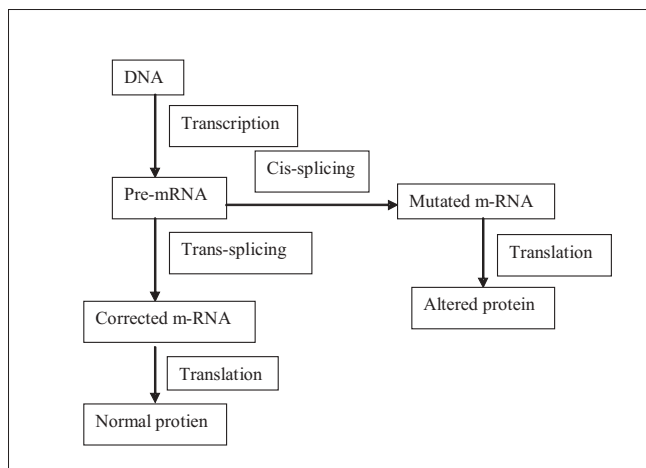 DNA
Transcription
Cis-splicing
Pre-mRNA
Mutated m-RNA
Trans-splicing
Translation
Corrected m-RNA
Altered protein
Translation
Normal protien